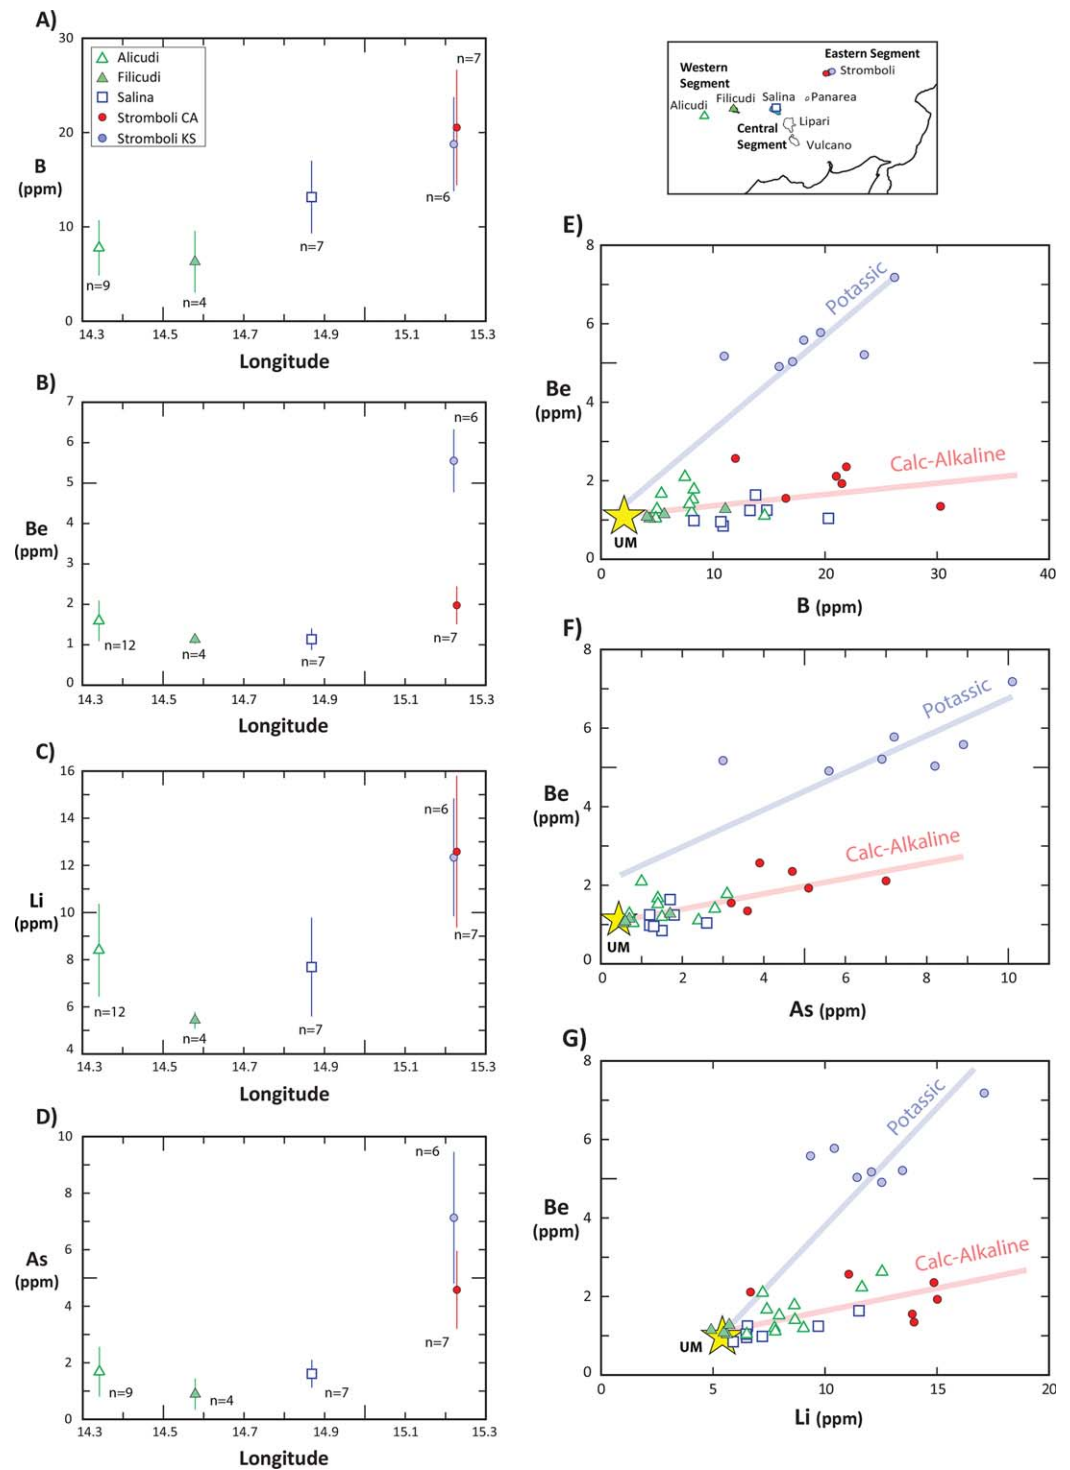 A)
30
20
10
0
B
(ppm)
Alicudi
Filicudi
Salina
Stromboli CA
Stromboli KS
n=7
n=6
n=7
n=9
n=4
14.3
14.5
14.7
14.9
15.1
15.3
Longitude
B)
7
6
5
4
3
2
1
0
Be
(ppm)
n=6
n=12
n=4
n=7
n=7
14.3
14.5
14.7
14.9
15.1
15.3
Longitude
C)
16
14
12
10
8
6
4
Li
(ppm)
n=6
n=7
n=12
n=4
n=7
14.3
14.5
14.7
14.9
15.1
15.3
Longitude
D)
10
8
6
4
2
0
As
(ppm)
n=6
n=7
n=9
n=4
n=7
14.3
14.5
14.7
14.9
15.1
15.3
Longitude
Eastern Segment
Stromboli
Western
Segment
Alicudi
Filicudi
Salina
Panarea
Central
Segment
Lipari
Vulcano
E)
8
6
4
2
0
Be
(ppm)
Potassic
Calc-Alkaline
UM
0
10
20
30
40
B (ppm)
F)
8
6
4
2
0
Be
(ppm)
Potassic
Calc-Alkaline
UM
0
2
4
6
8
10
B
As (ppm)
G)
8
6
4
2
0
Be
(ppm)
Potassic
Calc-Alkaline
UM
0
5
10
15
20
Li (ppm)